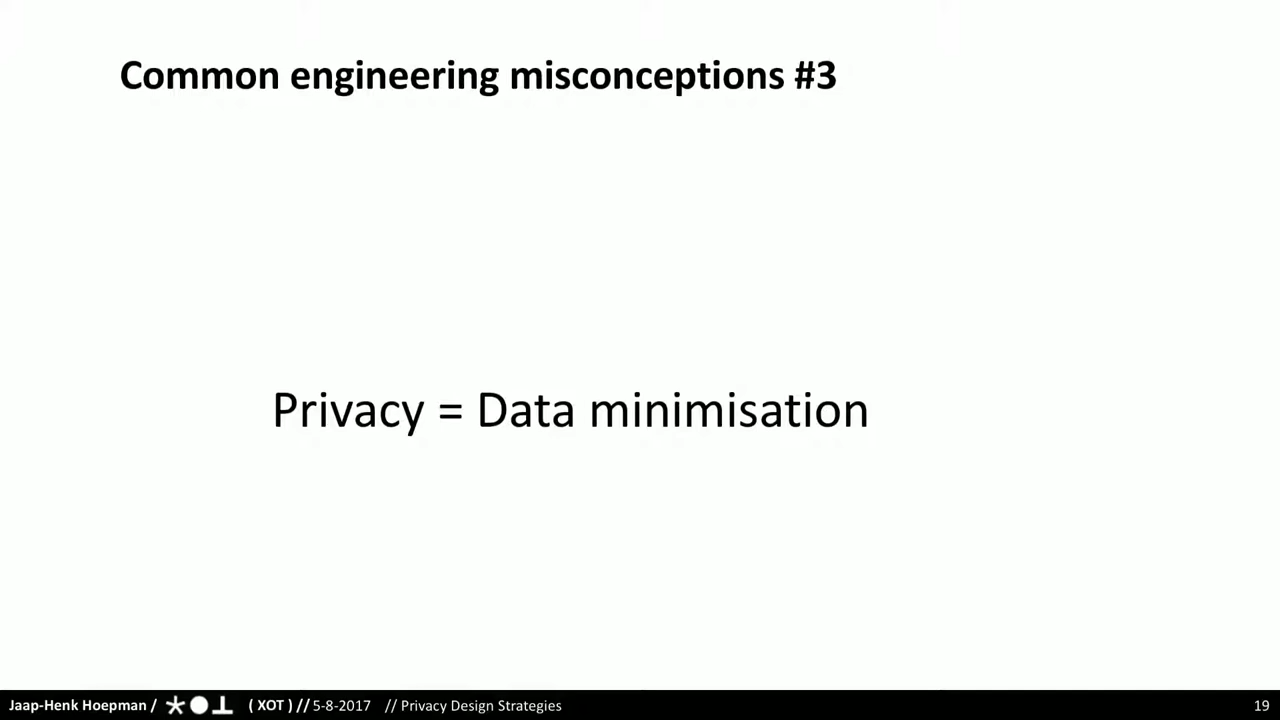 Common engineering misconceptions #3
Privacy = Data minimisation
Jaap-Henk Hoepman / ( XOT ) // 5-8-2017 // Privacy Design Strategies 19